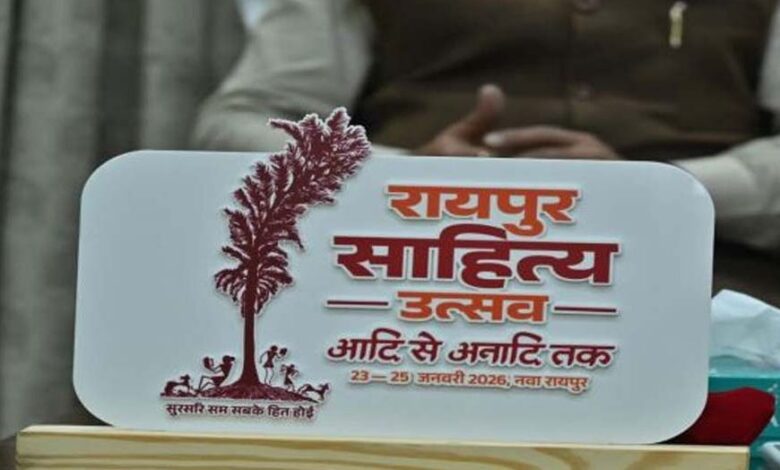 रायपुर
साहित्य
उत्सव
आदि से अनादि तक
23— 25 जनवरी 2026, नवा रायपुर
सुरसरि सम सबके हित होई